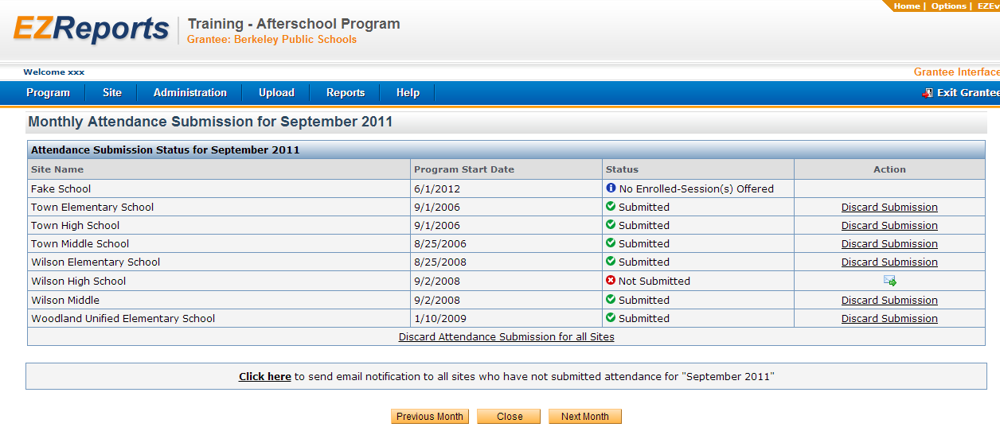 Home | Options | EZEv
EZReports
Training - Afterschool Program
Grantee: Berkeley Public Schools
Welcome xxx
Grantee Interface
Program Site Administration Upload Reports Help Exit Grantee
Monthly Attendance Submission for September 2011
Attendance Submission Status for September 2011
Site Name Program Start Date Status Action
Fake School 6/1/2012 No Enrolled-Session(s) Offered
Town Elementary School 9/1/2006 Submitted Discard Submission
Town High School 9/1/2006 Submitted Discard Submission
Town Middle School 8/25/2006 Submitted Discard Submission
Wilson Elementary School 8/25/2008 Submitted Discard Submission
Wilson High School 9/2/2008 Not Submitted
Wilson Middle 9/2/2008 Submitted Discard Submission
Woodland Unified Elementary School 1/10/2009 Submitted Discard Submission
Discard Attendance Submission for all Sites
Click here to send email notification to all sites who have not submitted attendance for "September 2011"
Previous Month Close Next Month